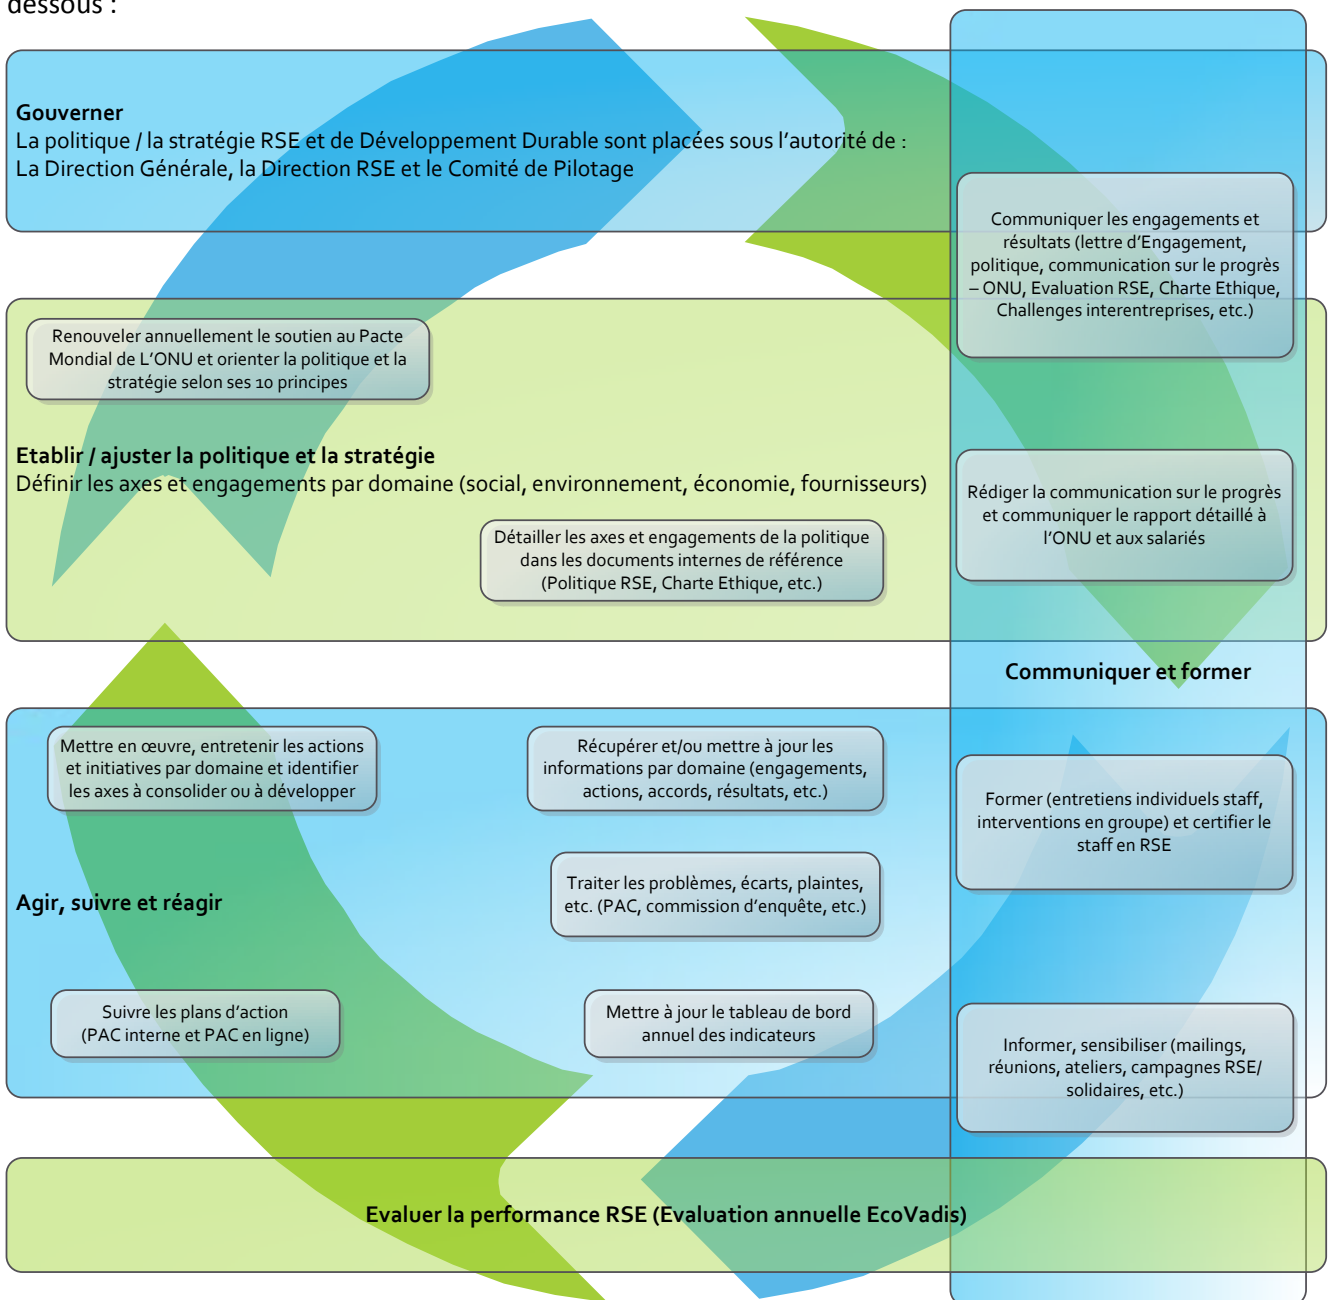 dessous :
Gouverner
La politique / la stratégie RSE et de Développement Durable sont placées sous l'autorité de :
La Direction Générale, la Direction RSE et le Comité de Pilotage
Communiquer les engagements et
résultats (lettre d'Engagement,
politique, communication sur le progrès
– ONU, Evaluation RSE, Charte Ethique,
Challenges interentreprises, etc.)
Renouveler annuellement le soutien au Pacte
Mondial de L'ONU et orienter la politique et la
stratégie selon ses 10 principes
Etablir / ajuster la politique et la stratégie
Définir les axes et engagements par domaine (social, environnement, économie, fournisseurs)
Détailler les axes et engagements de la politique
dans les documents internes de référence
(Politique RSE, Charte Ethique, etc.)
Rédiger la communication sur le progrès
et communiquer le rapport détaillé à
l'ONU et aux salariés
Communiquer et former
Mettre en œuvre, entretenir les actions
et initiatives par domaine et identifier
les axes à consolider ou à développer
Récupérer et/ou mettre à jour les
informations par domaine (engagements,
actions, accords, résultats, etc.)
Former (entretiens individuels staff,
interventions en groupe) et certifier le
staff en RSE
Agir, suivre et réagir
Traiter les problèmes, écarts, plaintes,
etc. (PAC, commission d'enquête, etc.)
Suivre les plans d'action
(PAC interne et PAC en ligne)
Mettre à jour le tableau de bord
annuel des indicateurs
Informer, sensibiliser (mailings,
réunions, ateliers, campagnes RSE/
solidaires, etc.)
Evaluer la performance RSE (Evaluation annuelle EcoVadis)